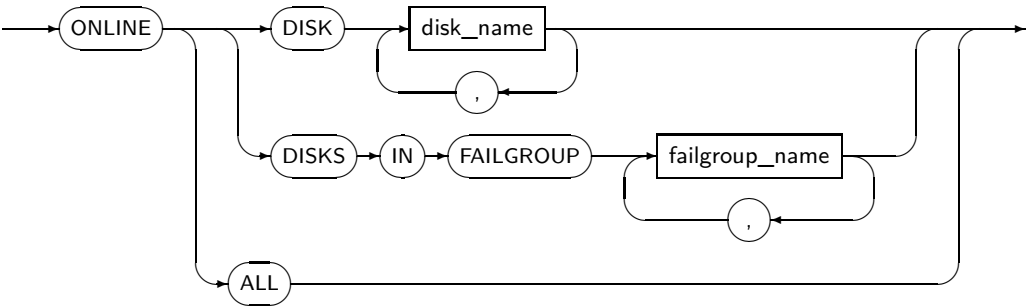 ONLINE DISK disk_name
,
DISKS IN FAILGROUP failgroup_name
,
ALL